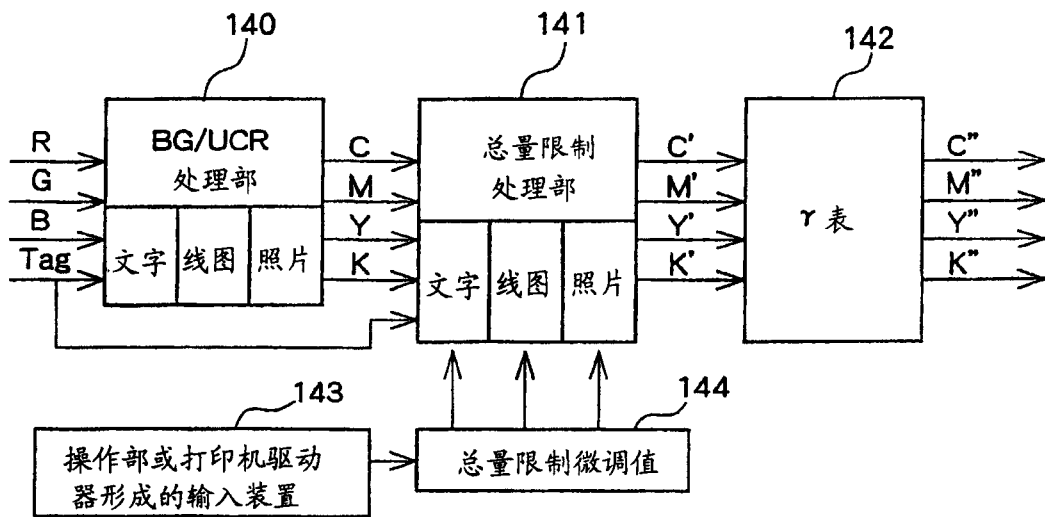 140
141
142
R
G
B
Tag
BG/UCR
处理部
文字 线图 照片
C
M
Y
K
总量限制
处理部
文字 线图 照片
C'
M'
Y'
K'
γ表
C"
M"
Y"
K"
143
操作部或打印机驱动
器形成的输入装置
144
总量限制微调值